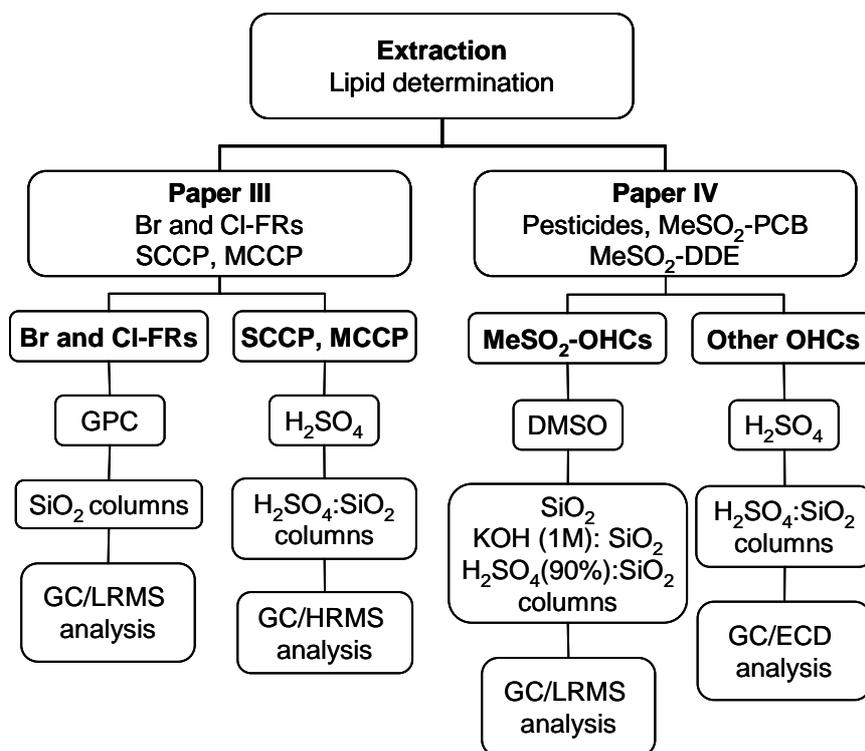 Extraction
Lipid determination
Paper III
Br and Cl-FRs
SCCP, MCCP
Paper IV
Pesticides, MeSO₂-PCB
MeSO₂-DDE
Br and Cl-FRs
SCCP, MCCP
MeSO₂-OHCs
Other OHCs
GPC
H₂SO₄
DMSO
H₂SO₄
SiO₂ columns
H₂SO₄:SiO₂
columns
SiO₂
KOH (1M): SiO₂
H₂SO₄(90%):SiO₂
columns
H₂SO₄:SiO₂
columns
GC/LRMS
analysis
GC/HRMS
analysis
GC/LRMS
analysis
GC/ECD
analysis